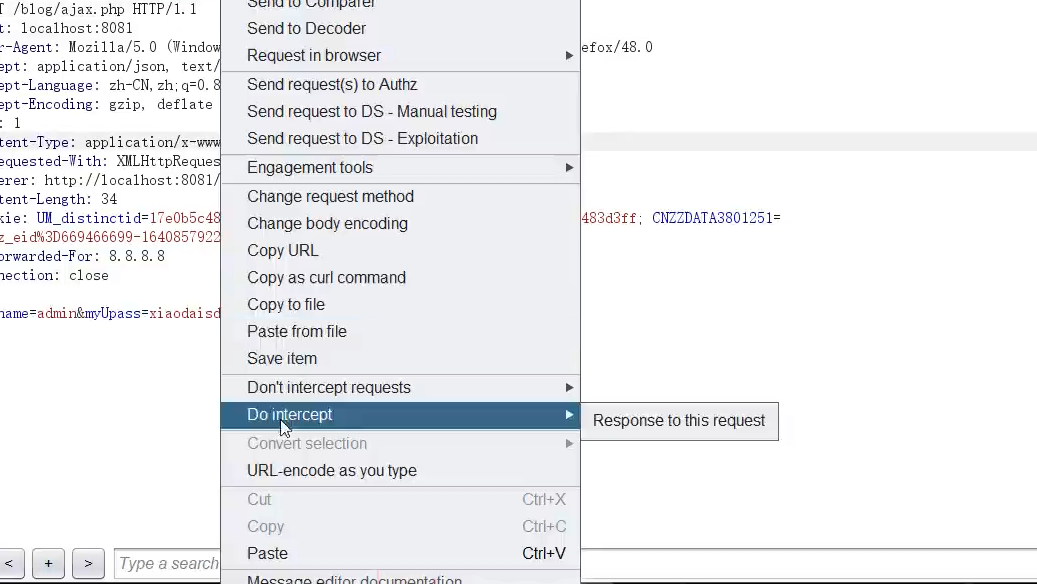 T /blog/ajax.php HTTP/1.1
t: localhost:8081
r-Agent: Mozilla/5.0 (Window
efox/48.0
ept: application/json, text/
ept-Language: zh-CN,zh;q=0.8
ept-Encoding: gzip, deflate
: 1
tent-Type: application/x-www
equested-With: XMLHttpReques
erer: http://localhost:8081/
tent-Length: 34
kie: UM_distinctid=17e0b5c48
483d3ff; CNZZDATA3801251=
z_eid%3D669466699-1640857922
orwarded-For: 8.8.8.8
nection: close
name=admin&myUpass=xiaodaisd
Send to Comparer
Send to Decoder
Request in browser
Send request(s) to Authz
Send request to DS - Manual testing
Send request to DS - Exploitation
Engagement tools
Change request method
Change body encoding
Copy URL
Copy as curl command
Copy to file
Paste from file
Save item
Don't intercept requests
Do intercept
Response to this request
Convert selection
URL-encode as you type
Cut Ctrl+X
Copy Ctrl+C
Paste Ctrl+V
Message editor documentation
< + > Type a search